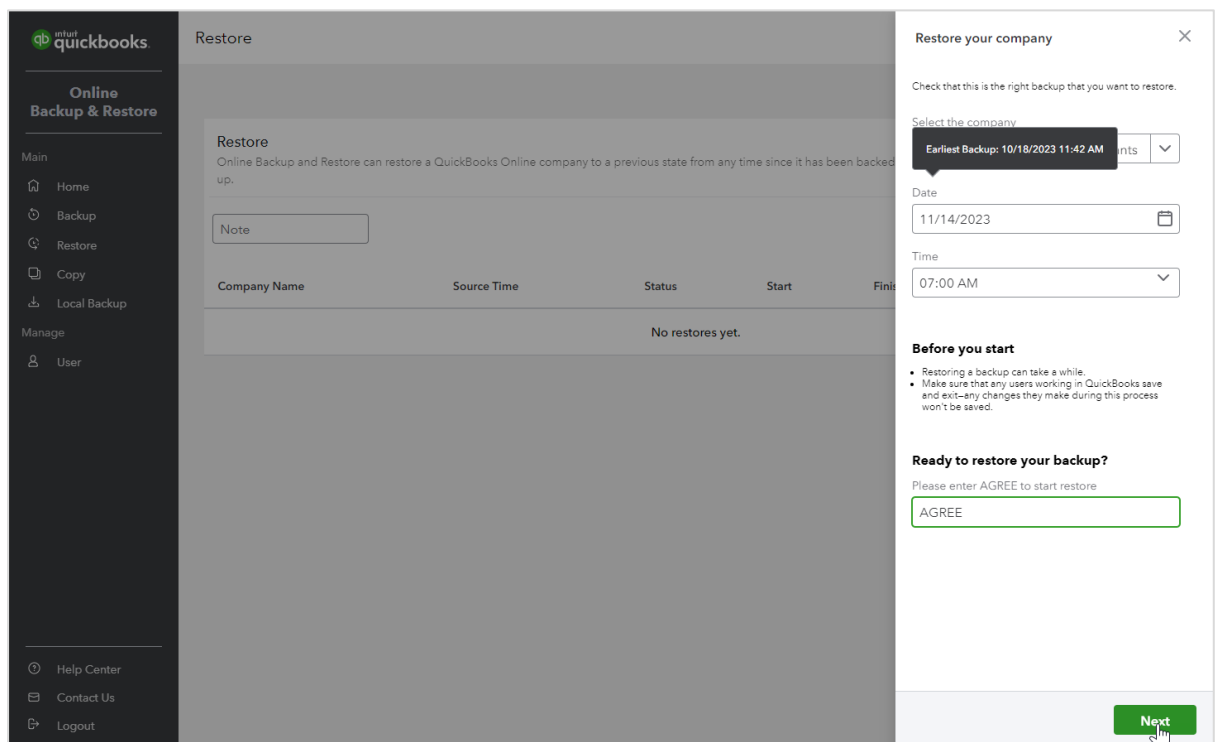 intuit
qb quickbooks.
Online
Backup & Restore
Main
Home
Backup
Restore
Copy
Local Backup
Manage
User
Help Center
Contact Us
Logout
Restore
Restore
Online Backup and Restore can restore a QuickBooks Online company to a previous state from any time since it has been backed
up.
Note
Company Name Source Time Status Start
No restores yet.
Restore your company
Check that this is the right backup that you want to restore.
Select the company
Earliest Backup: 10/18/2023 11:42 AM
Date
11/14/2023
Time
07:00 AM
Before you start
Restoring a backup can take a while.
Make sure that any users working in QuickBooks save
and exit—any changes they make during this process
won't be saved.
Ready to restore your backup?
Please enter AGREE to start restore
AGREE
Next